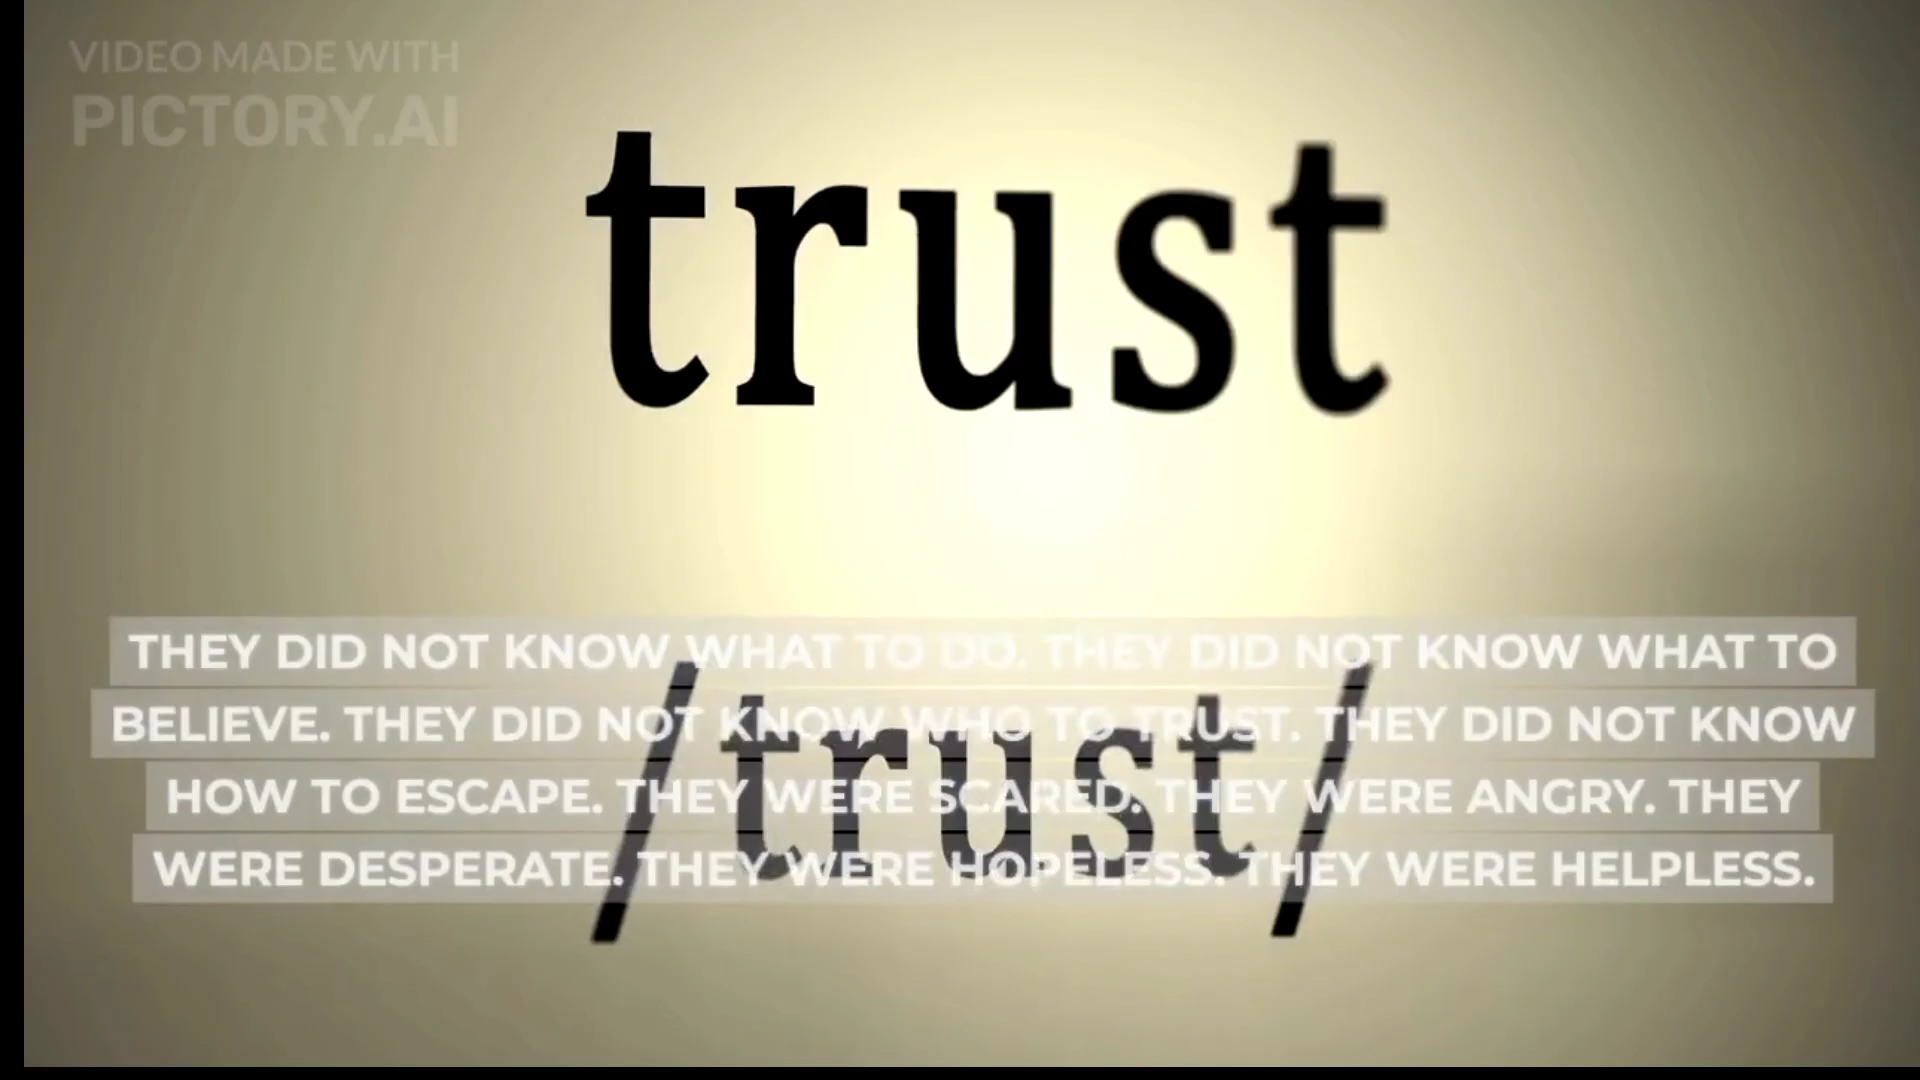 VIDEO MADE WITH
PICTORY.AI
trust
THEY DID NOT KNOW WHAT TO DO. THEY DID NOT KNOW WHAT TO
BELIEVE. THEY DID NOT KNOW WHO TO TRUST. THEY DID NOT KNOW
HOW TO ESCAPE. THEY WERE SCARED. THEY WERE ANGRY. THEY
WERE DESPERATE. THEY WERE HOPELESS. THEY WERE HELPLESS.
/trust/